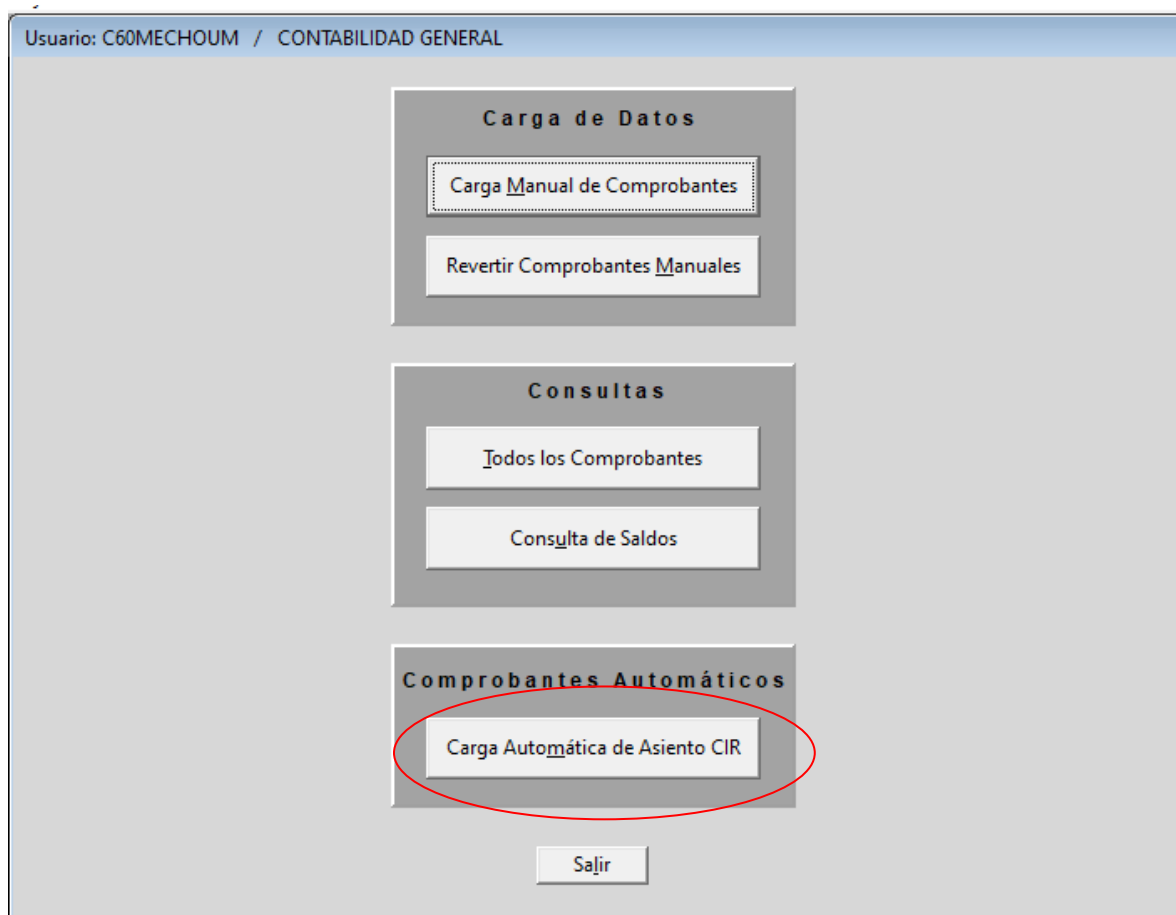 Usuario: C60MECHOUM / CONTABILIDAD GENERAL
Carga de Datos
Carga Manual de Comprobantes
Revertir Comprobantes Manuales
Consultas
Todos los Comprobantes
Consulta de Saldos
Comprobantes Automáticos
Carga Automática de Asiento CIR
Salir